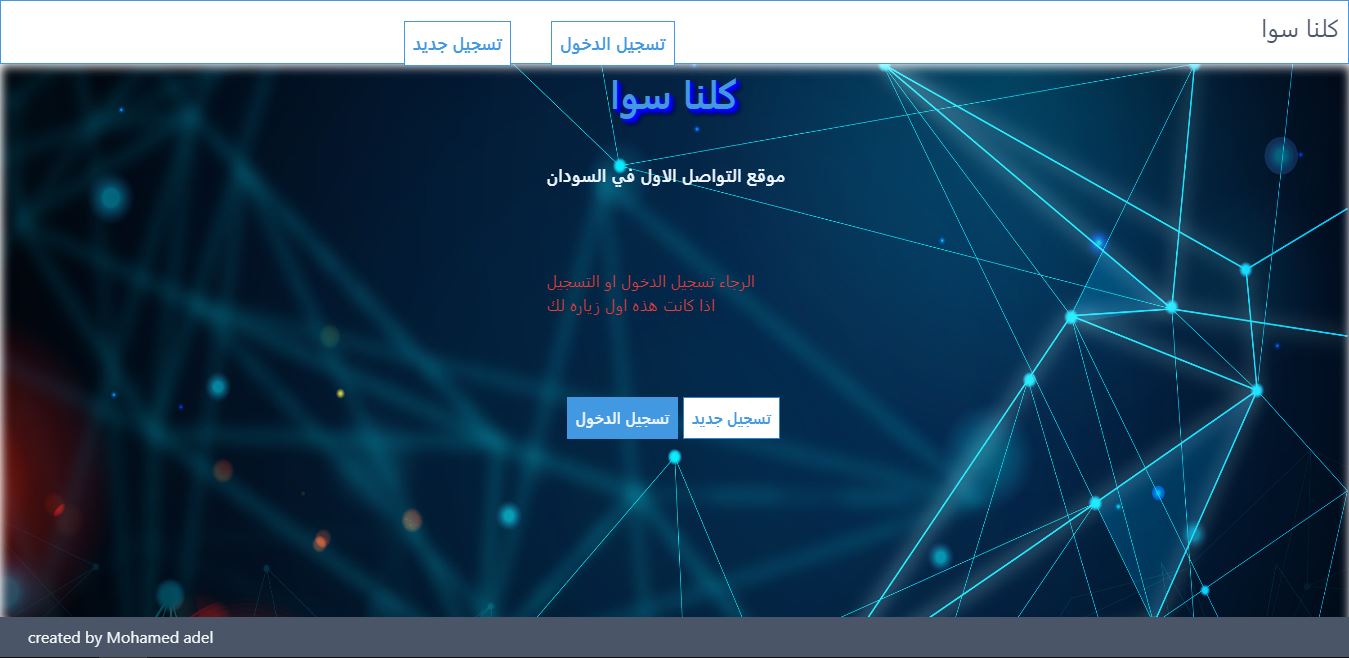 كلنا سوا
تسجيل الدخول
تسجيل جديد
كلنا سوا
موقع التواصل الاول في السودان
الرجاء تسجيل الدخول او التسجيل
اذا كانت هذه اول زياره لك
تسجيل جديد
تسجيل الدخول
created by Mohamed adel